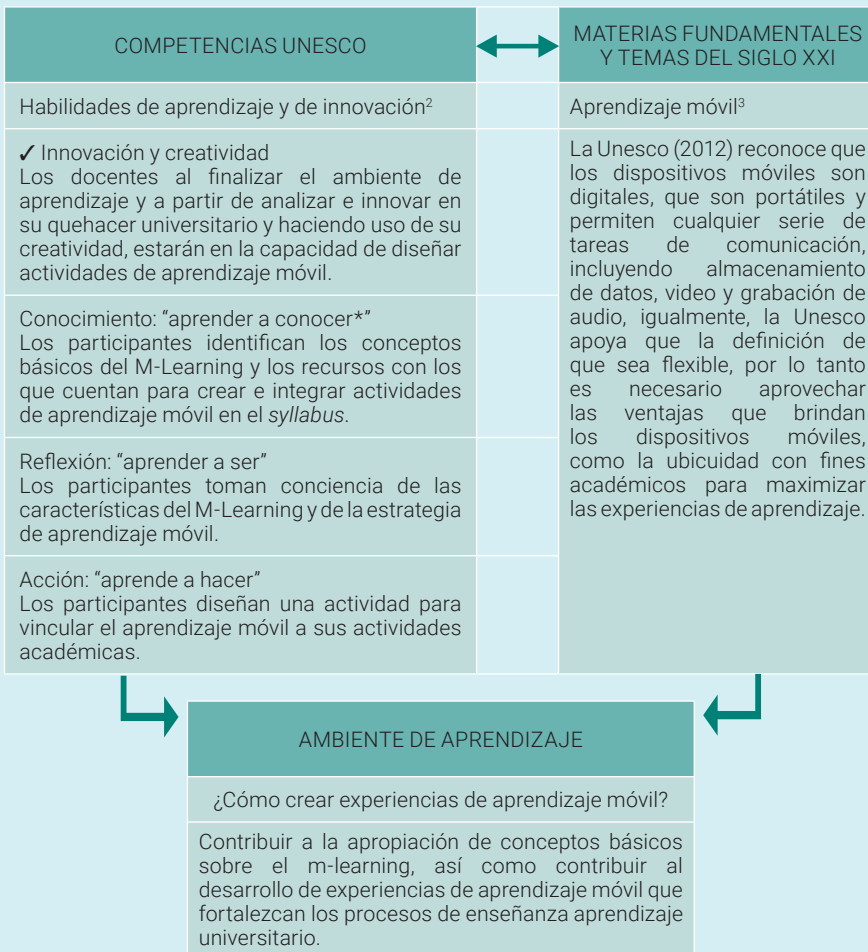 COMPETENCIAS UNESCO
Habilidades de aprendizaje y de innovación²
✓ Innovación y creatividad
Los docentes al finalizar el ambiente de
aprendizaje y a partir de analizar e innovar en
su quehacer universitario y haciendo uso de su
creatividad, estarán en la capacidad de diseñar
actividades de aprendizaje móvil.
Conocimiento: “aprender a conocer*”
Los participantes identifican los conceptos
básicos del M-Learning y los recursos con los
que cuentan para crear e integrar actividades
de aprendizaje móvil en el syllabus.
Reflexión: “aprender a ser”
Los participantes toman conciencia de las
características del M-Learning y de la estrategia
de aprendizaje móvil.
Acción: “aprende a hacer”
Los participantes diseñan una actividad para
vincular el aprendizaje móvil a sus actividades
académicas.
MATERIAS FUNDAMENTALES
Y TEMAS DEL SIGLO XXI
Aprendizaje móvil³
La Unesco (2012) reconoce que
los dispositivos móviles son
digitales, que son portátiles y
permiten cualquier serie de
tareas de comunicación,
incluyendo almacenamiento
de datos, video y grabación de
audio, igualmente, la Unesco
apoya que la definición de
que sea flexible, por lo tanto
es necesario aprovechar
las ventajas que brindan
los dispositivos móviles,
como la ubicuidad con fines
académicos para maximizar
las experiencias de aprendizaje.
AMBIENTE DE APRENDIZAJE
¿Cómo crear experiencias de aprendizaje móvil?
Contribuir a la apropiación de conceptos básicos
sobre el m-learning, así como contribuir al
desarrollo de experiencias de aprendizaje móvil que
fortalezcan los procesos de enseñanza aprendizaje
universitario.